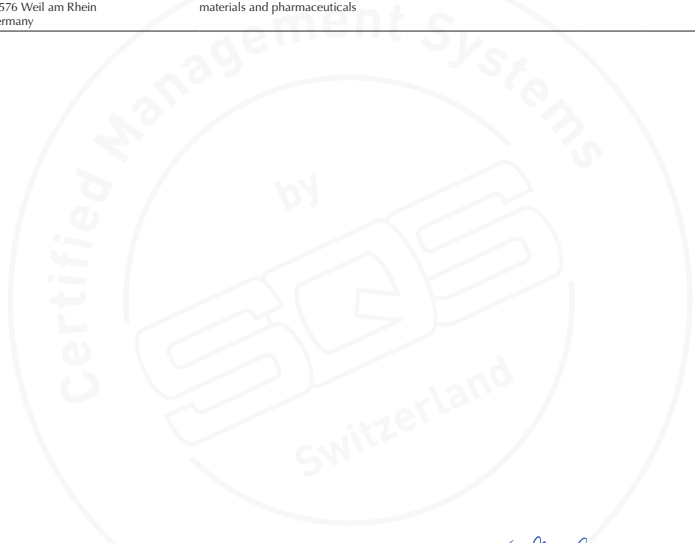 576 Weil am Rhein
ermany
materials and pharmaceuticals
Certified Management Systems
by
SQS
Switzerland